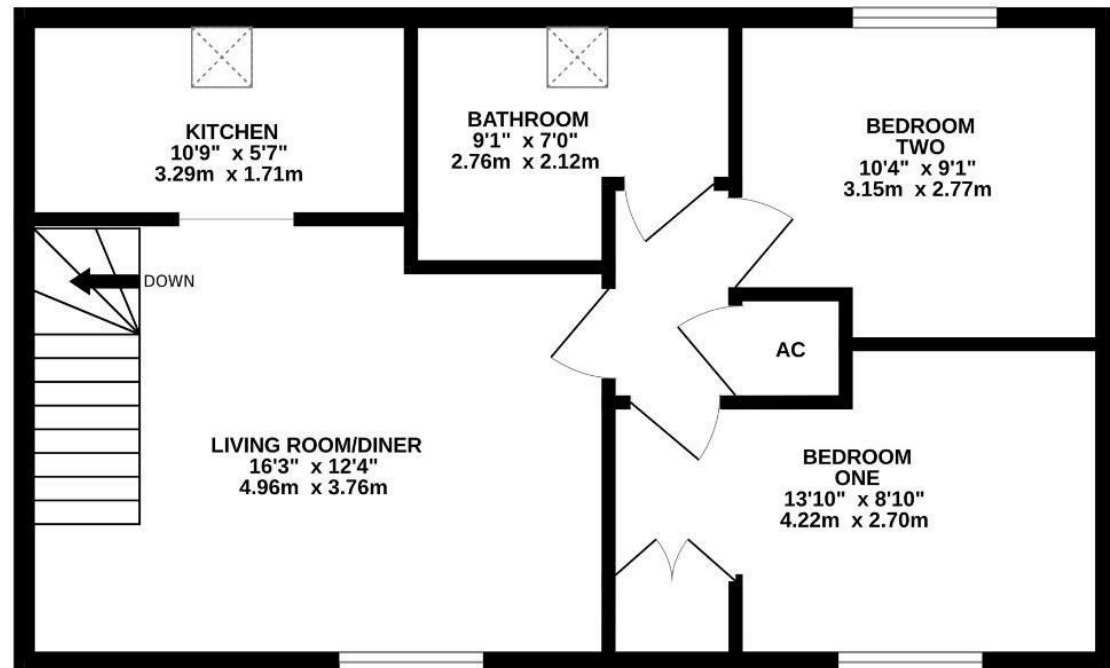 KITCHEN
10'9" x 5'7"
3.29m x 1.71m
BATHROOM
9'1" x 7'0"
2.76m x 2.12m
BEDROOM
TWO
10'4" x 9'1"
3.15m x 2.77m
DOWN
AC
LIVING ROOM/DINER
16'3" x 12'4"
4.96m x 3.76m
BEDROOM
ONE
13'10" x 8'10"
4.22m x 2.70m